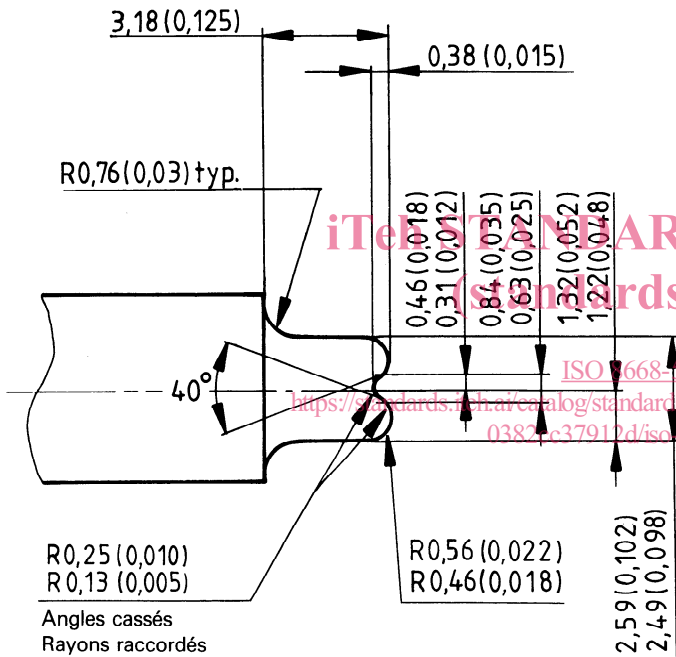 3,18(0,125)
0,38(0,015)
R0,76(0,03) typ.
0,46(0,018)
0,31(0,012)
0,84(0,035)
0,63(0,025)
1,32(0,052)
1,22(0,048)
iTeh STANDAR
(standards
40°
ISO 8668-
https://standards.iteh.ai/catalog/standard
0382cc37912d/iso-
R0,25(0,010)
R0,13(0,005)
Angles cassés
Rayons raccordés
R0,56(0,022)
R0,46(0,018)
2,59(0,102)
2,49(0,098)